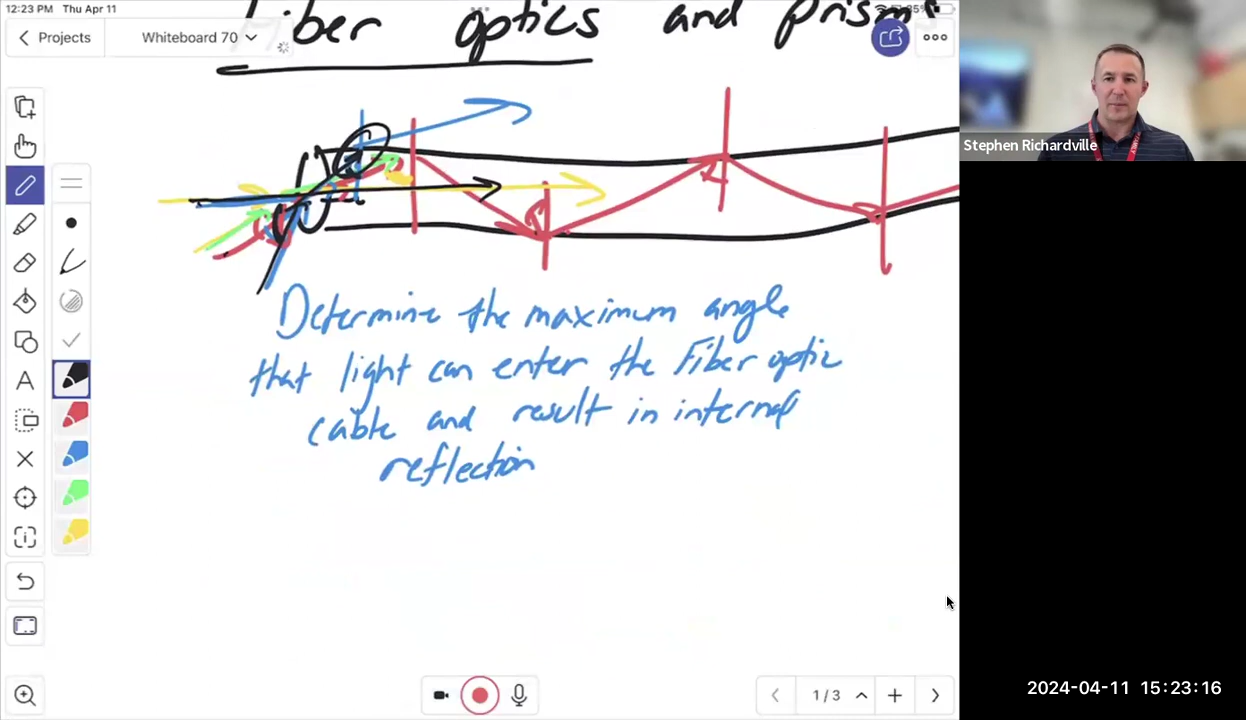 12:23 PM Thu Apr 11
85%
Projects
Whiteboard 70
Fiber optics and prisms
Stephen Richardville
Determine the maximum angle
that light can enter the Fiber optic
cable and result in internal
reflection
A
1/3
2024-04-11 15:23:16